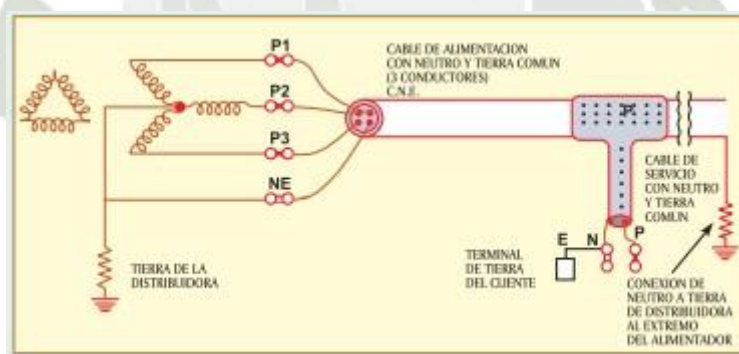 P1
P2
P3
NE
CABLE DE ALIMENTACION
CON NEUTRO Y TIERRA COMUN
(3 CONDUCTORES)
C.N.E.
P
CABLE DE
SERVICIO
CON NEUTRO
Y TIERRA
COMUN
E N P
TERMINAL
DE TIERRA
DEL CLIENTE
TIERRA DE LA
DISTRIBUIDORA
CONEXION DE
NEUTRO A TIERRA
DE DISTRIBUIDORA
AL EXTREMO
DEL ALIMENTADOR